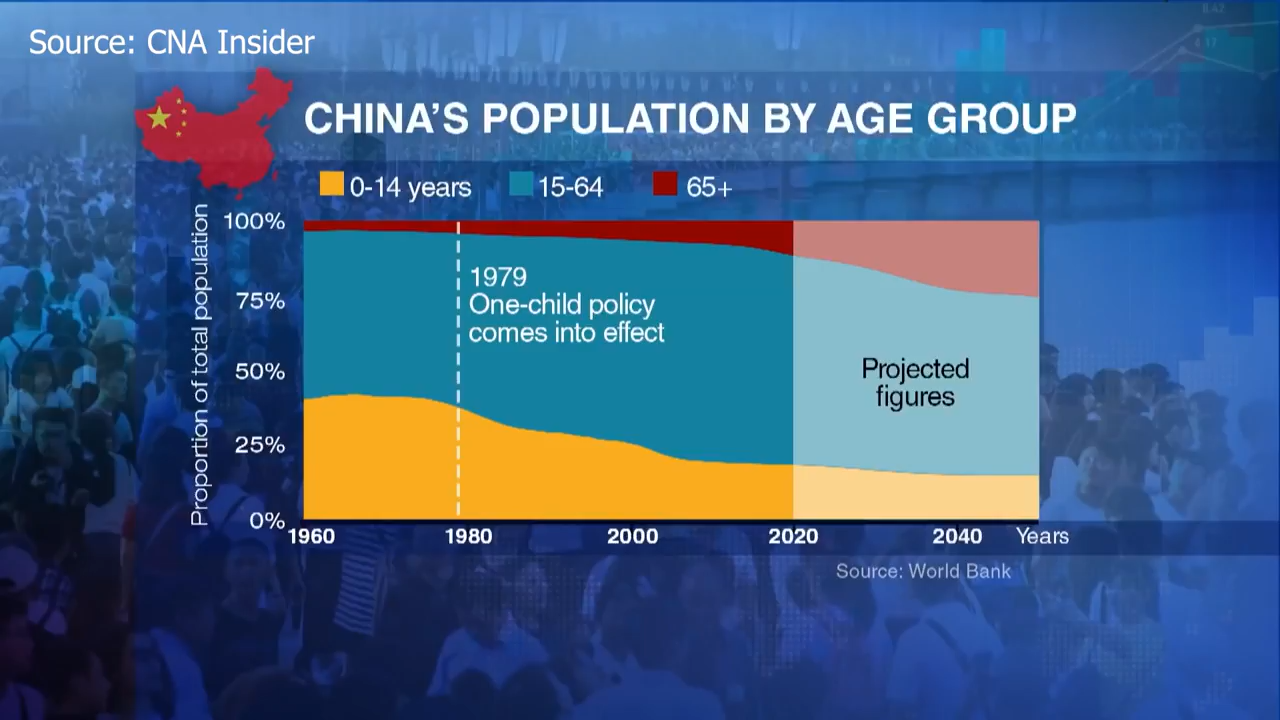 Source: CNA Insider
CHINA'S POPULATION BY AGE GROUP
0-14 years 15-64 65+
Proportion of total population
100%
75%
50%
25%
0%
1979
One-child policy
comes into effect
Projected
figures
1960 1980 2000 2020 2040 Years
Source: World Bank